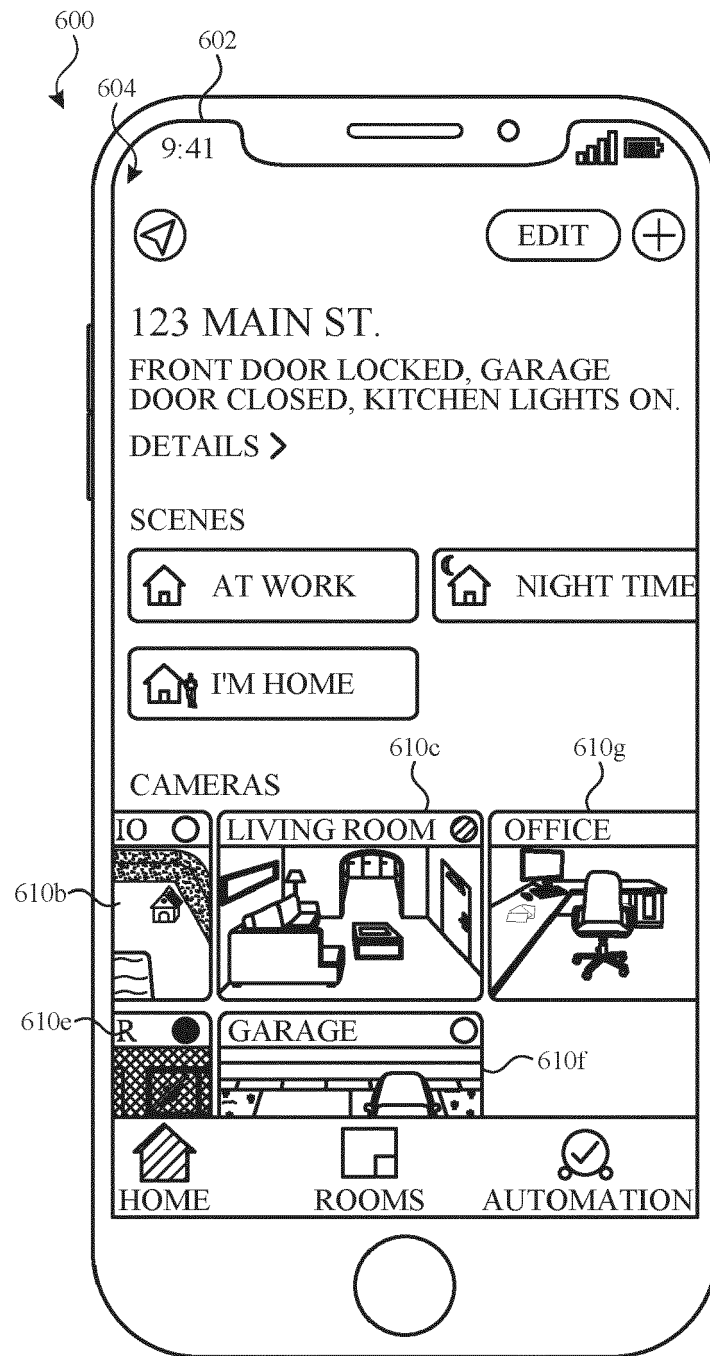 600
602
604
9:41
EDIT
123 MAIN ST.
FRONT DOOR LOCKED, GARAGE
DOOR CLOSED, KITCHEN LIGHTS ON.
DETAILS >
SCENES
AT WORK
NIGHT TIME
I'M HOME
610c
610g
CAMERAS
IO
LIVING ROOM
OFFICE
610b
610e
R
GARAGE
610f
HOME
ROOMS
AUTOMATION